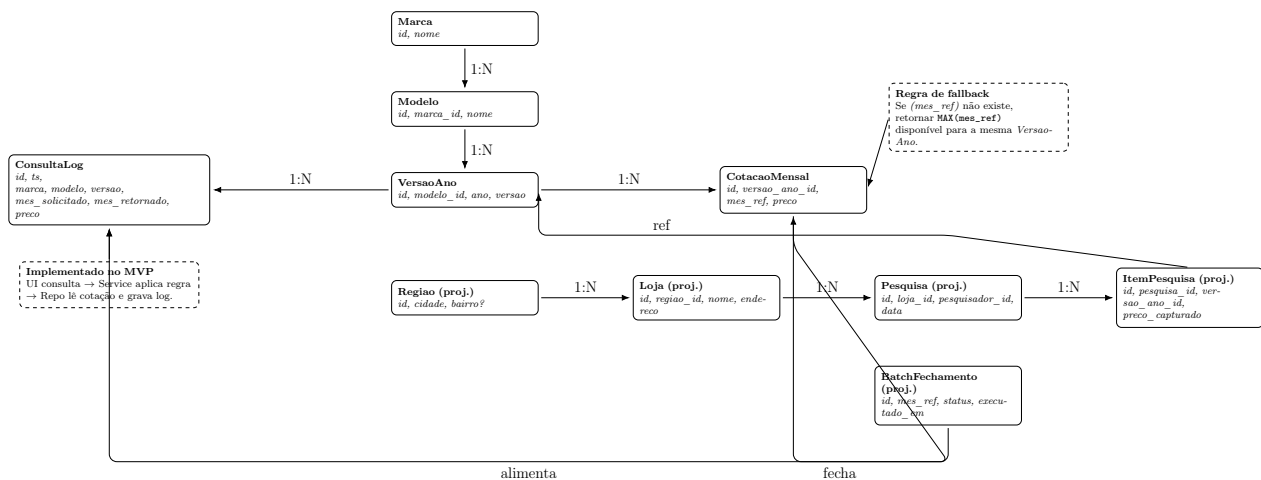 Marca
id, nome
1:N
Modelo
id, marca_id, nome
1:N
Regra de fallback
Se (mes_ref) não existe,
retornar MAX(mes_ref)
disponível para a mesma Versao-
Ano.
ConsultaLog
id, ts,
marca, modelo, versao,
mes_solicitado, mes_retornado,
preco
1:N
VersaoAno
id, modelo_id, ano, versao
1:N
CotacaoMensal
id, versao_ano_id,
mes_ref, preco
ref
Implementado no MVP
UI consulta → Service aplica regra
→ Repo lê cotação e grava log.
Regiao (proj.)
id, cidade, bairro?
1:N
Loja (proj.)
id, regiao_id, nome, ende-
reco
1:N
Pesquisa (proj.)
id, loja_id, pesquisador_id,
data
1:N
ItemPesquisa (proj.)
id, pesquisa_id, ver-
sao_ano_id,
preco_capturado
BatchFechamento
(proj.)
id, mes_ref, status, execu-
tado_em
alimenta
fecha